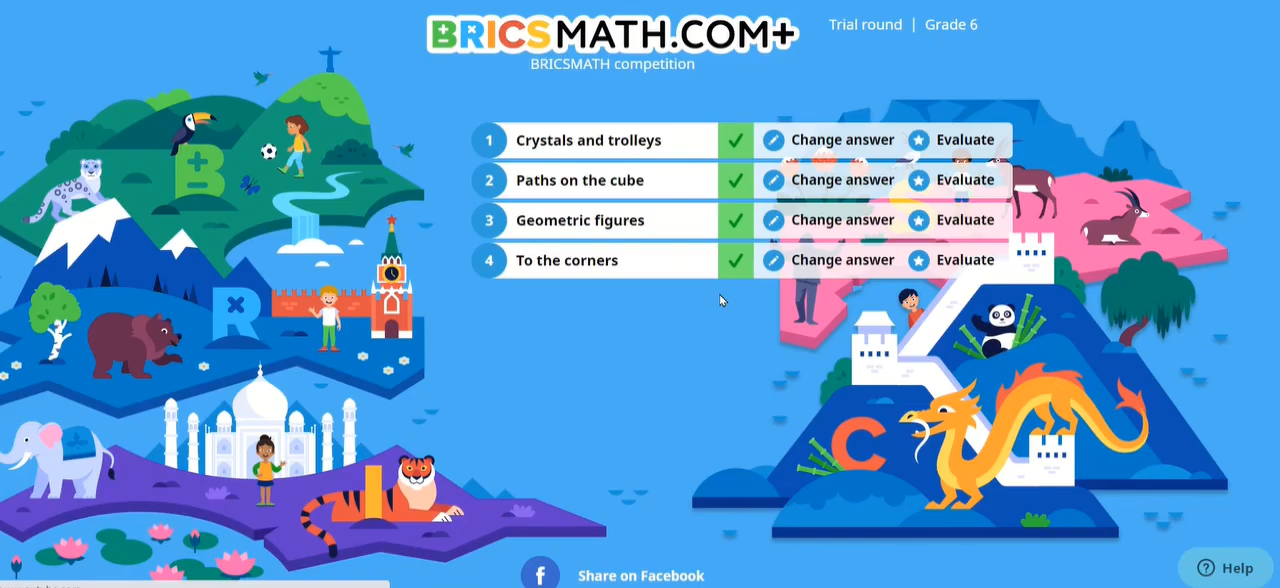 BRICSMATH.COM+
Trial round | Grade 6
BRICSMATH competition
1 Crystals and trolleys Change answer Evaluate
2 Paths on the cube Change answer Evaluate
3 Geometric figures Change answer Evaluate
4 To the corners Change answer Evaluate
B
R
I
C
f Share on Facebook
? Help